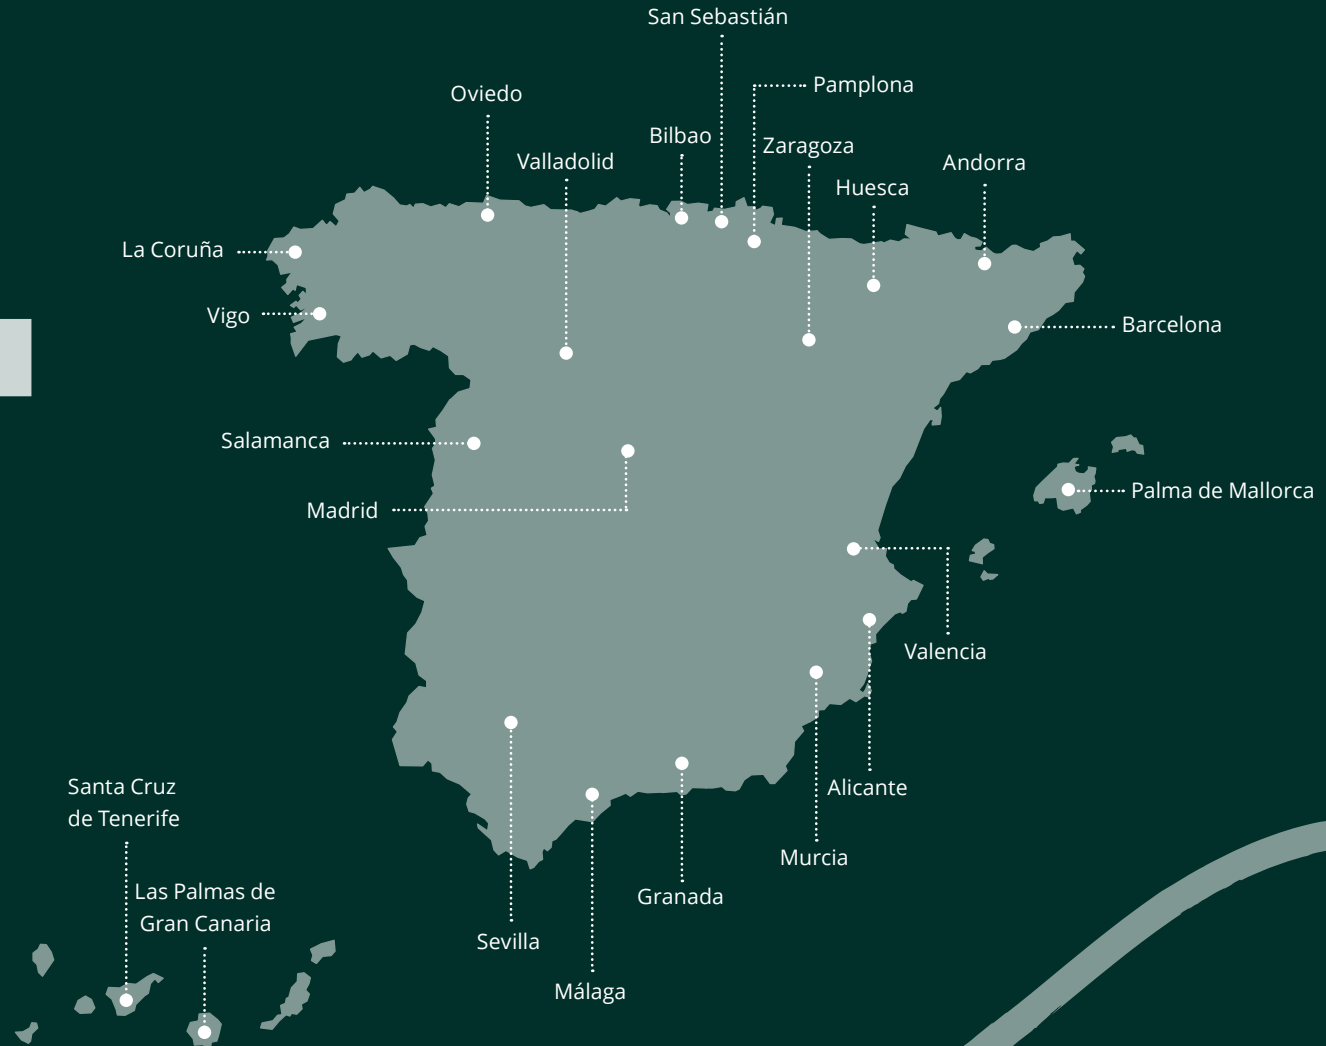 San Sebastián
Pamplona
Oviedo
Bilbao
Zaragoza
Valladolid
Andorra
Huesca
La Coruña
Vigo
Barcelona
Salamanca
Palma de Mallorca
Madrid
Valencia
Santa Cruz
de Tenerife
Alicante
Murcia
Las Palmas de
Gran Canaria
Granada
Sevilla
Málaga